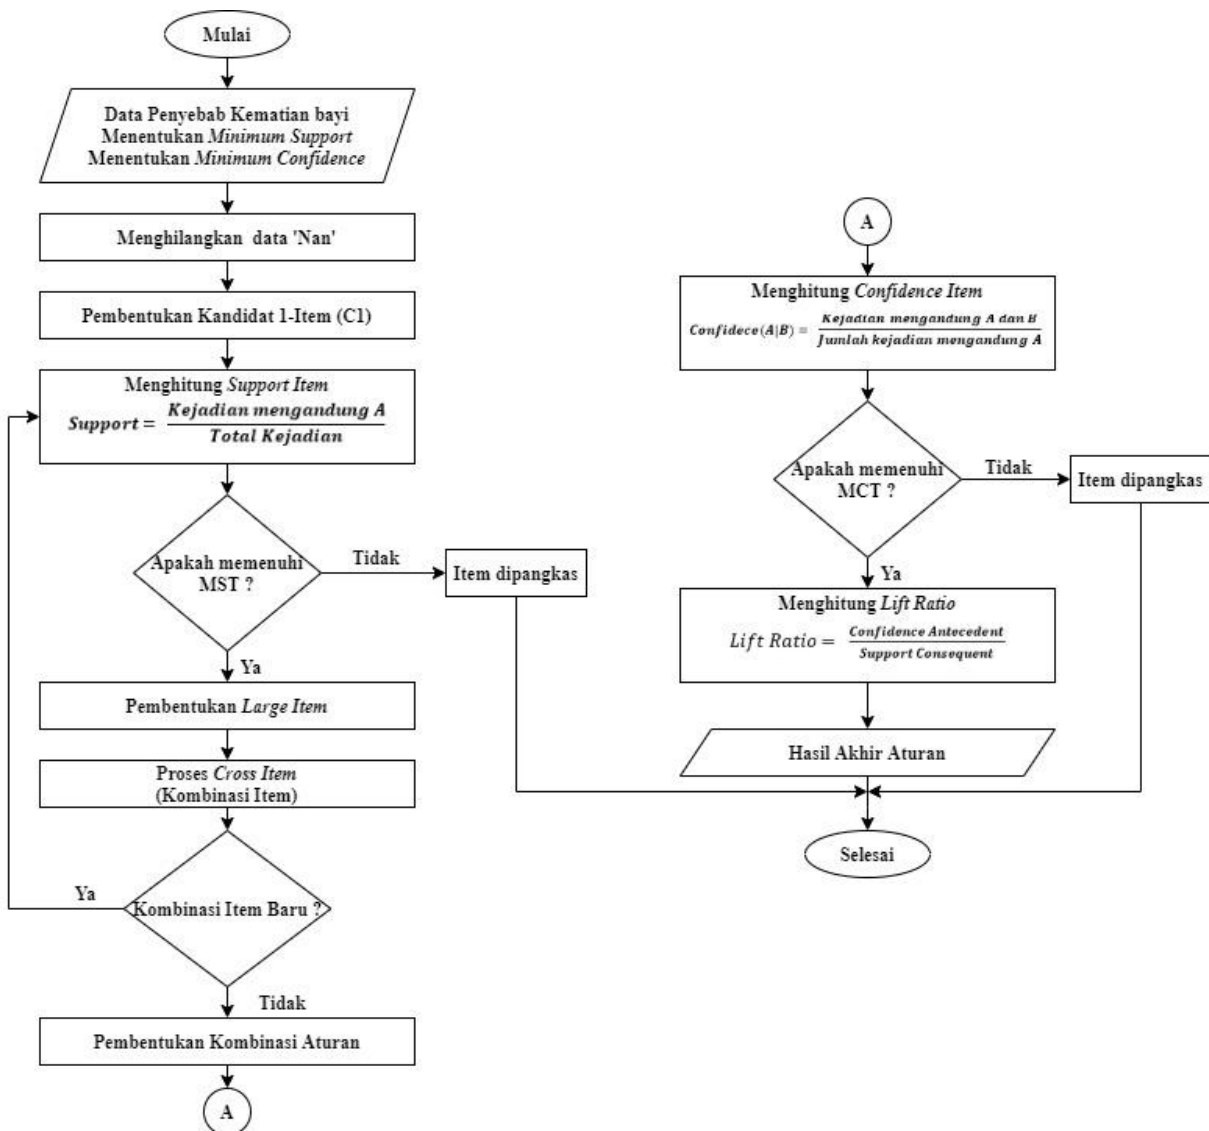 Mulai
Data Penyebab Kematian bayi
Menentukan Minimum Support
Menentukan Minimum Confidence
Menghilangkan data 'Nan'
Pembentukan Kandidat 1-Item (C1)
Menghitung Support Item
Support = Kejadian mengandung A / Total Kejadian
Apakah memenuhi
MST ?
Tidak
Item dipangkas
Ya
Pembentukan Large Item
Proses Cross Item
(Kombinasi Item)
Kombinasi Item Baru ?
Ya
Tidak
Pembentukan Kombinasi Aturan
A
A
Menghitung Confidence Item
Confidece(A|B) = Kejadian mengandung A dan B / Jumlah kejadian mengandung A
Apakah memenuhi
MCT ?
Tidak
Item dipangkas
Ya
Menghitung Lift Ratio
Lift Ratio = Confidence Antecedent / Support Consequent
Hasil Akhir Aturan
Selesai